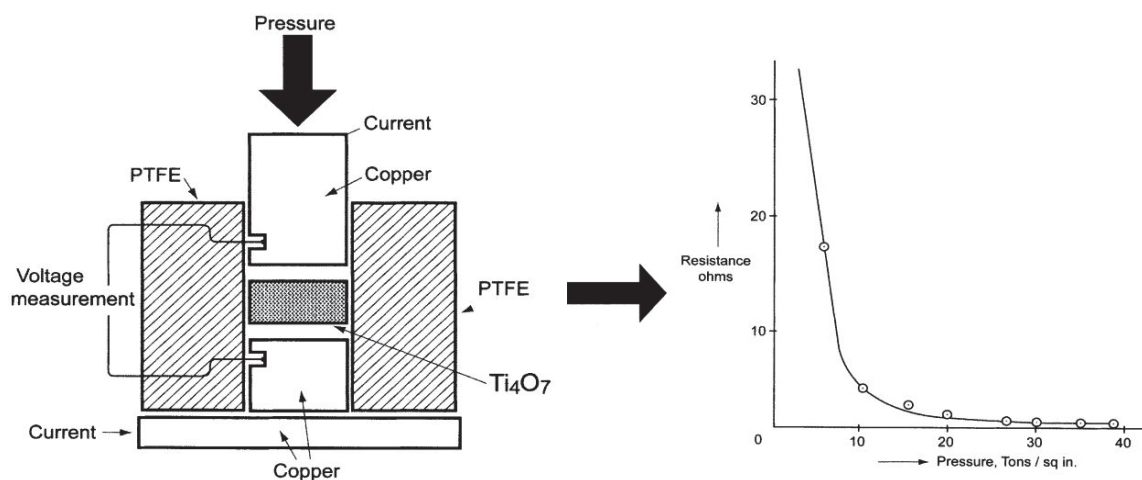 Pressure
Current
Copper
PTFE
Voltage
measurement
PTFE
Ti4O7
Current
Copper
30
20
Resistance
ohms
10
0
10
20
30
40
Pressure, Tons / sq in.